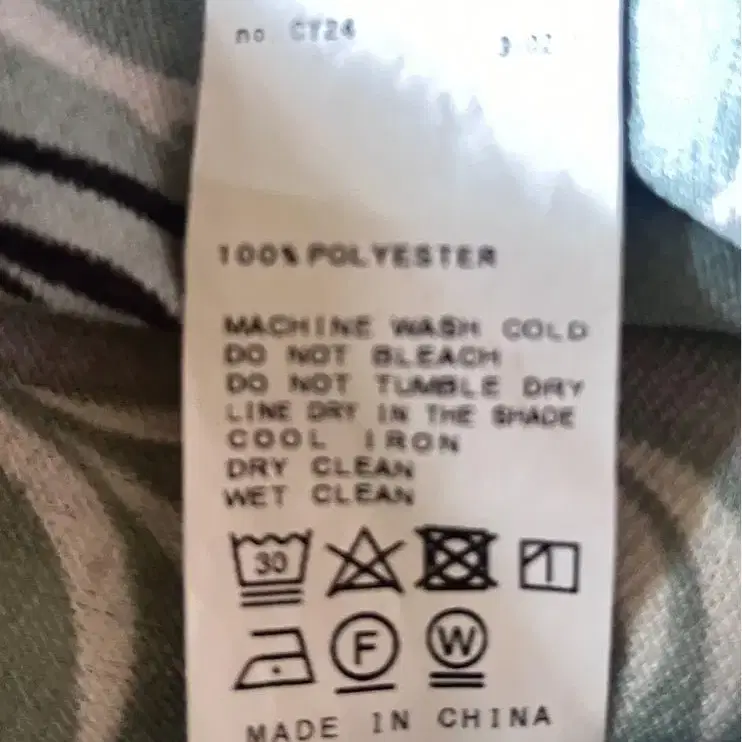 no CY24
100% POLYESTER
MACHINE WASH COLD
DO NOT BLEACH
DO NOT TUMBLE DRY
LINE DRY IN THE SHADE
COOL IRON
DRY CLEAN
WET CLEAN
30
F W
MADE IN CHINA